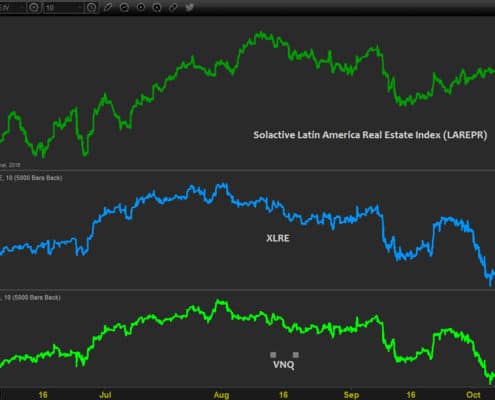 10
Solactive Latin America Real Estate Index (LAREPR)
, 10 (5000 Bars Back)
XLRE
, 10 (5000 Bars Back)
VNQ
16 Jul Aug 16 Sep 16 Oct